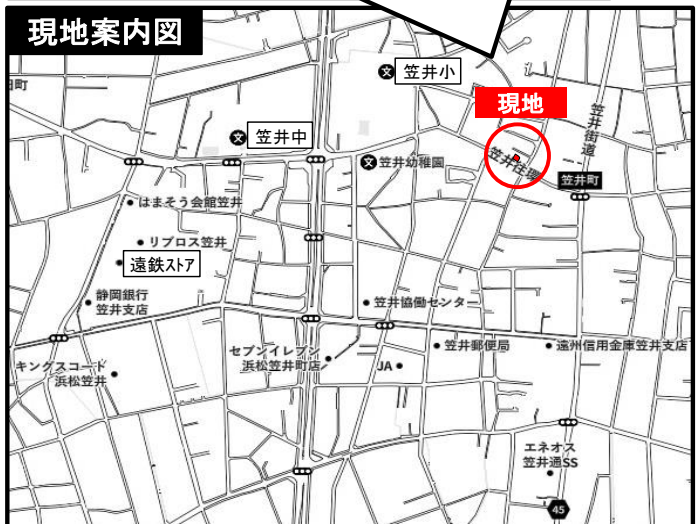 現地案内図
田町
笠井小
現地
笠井街道
笠井中
笠井幼稚園
笠井住環
笠井町
はまそう会館笠井
リブロス笠井
遠鉄ストア
静岡銀行
笠井支店
笠井協働センター
セブンイレブン
浜松笠井町店
笠井郵便局
遠州信用金庫笠井支店
キングスコート
浜松笠井
JA
エネオス
笠井通SS
45